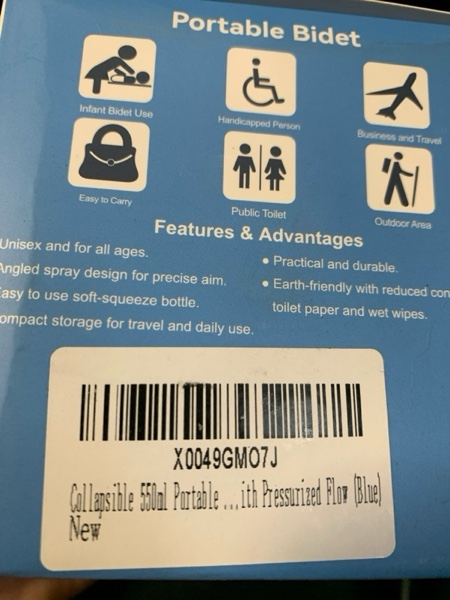 Portable Bidet
Infant Bidet Use
Handicapped Person
Business and Travel
Easy to Carry
Public Toilet
Outdoor Area
Features & Advantages
Unisex and for all ages.
Angled spray design for precise aim.
asy to use soft-squeeze bottle.
ompact storage for travel and daily use.
• Practical and durable.
• Earth-friendly with reduced con
toilet paper and wet wipes.
X0049GMO7J
Collapsible 550ml Portable ...ith Pressurized Flow (Blue)
New